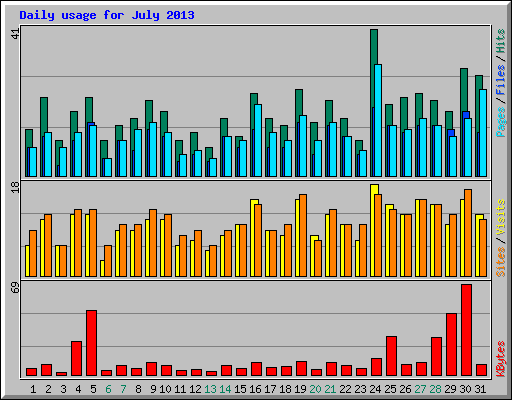 Daily usage for July 2013
41
Pages / Files / Hits
18
Sites / Visits
69
KBytes
1 2 3 4 5 6 7 8 9 10 11 12 13 14 15 16 17 18 19 20 21 22 23 24 25 26 27 28 29 30 31